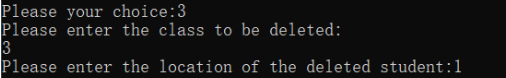 Please your choice:3
Please enter the class to be deleted:
3
Please enter the location of the deleted student:1